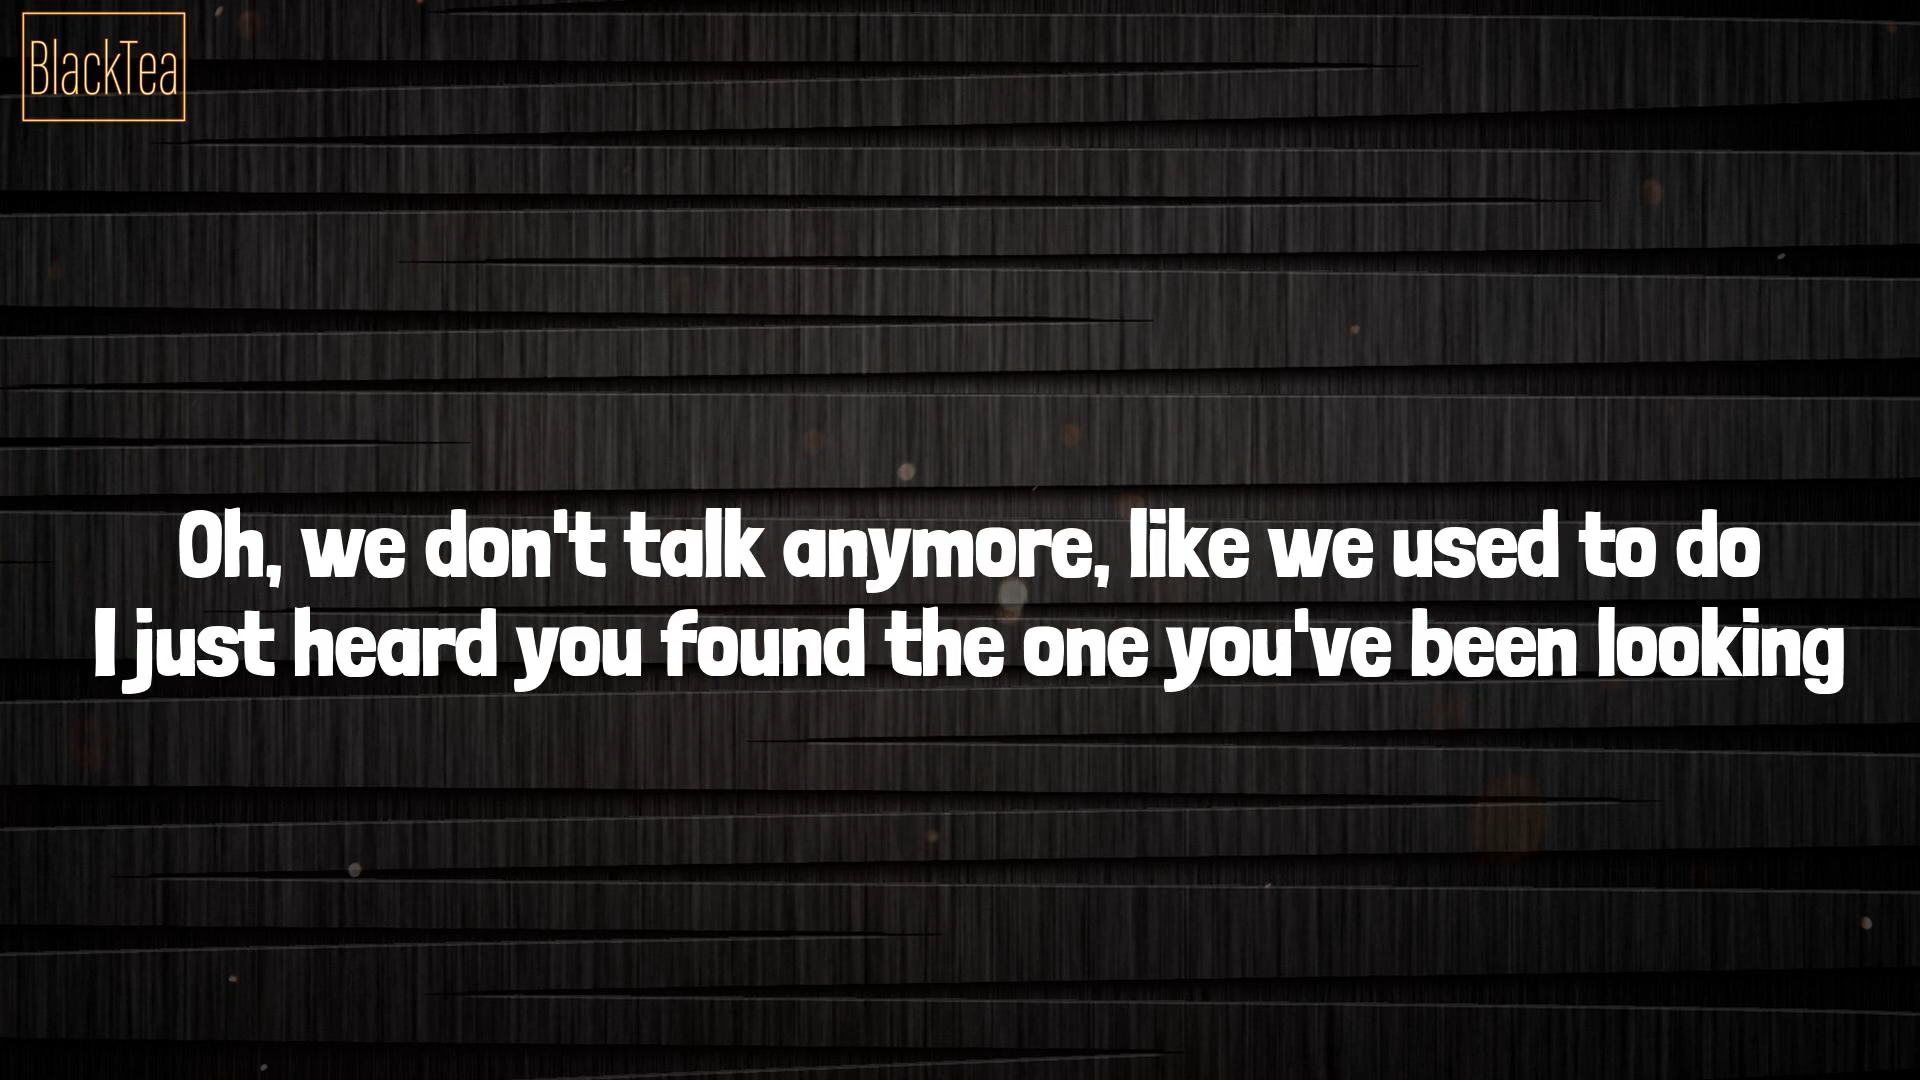 BlackTea
Oh, we don't talk anymore, like we used to do
I just heard you found the one you've been looking